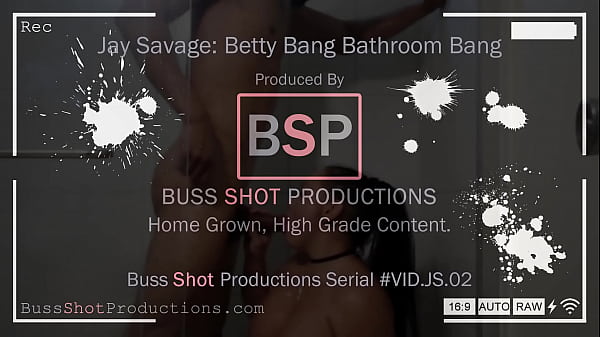 Rec
Jay Savage: Betty Bang Bathroom Bang
Produced By
BSP
BUSS SHOT PRODUCTIONS
Home Grown, High Grade Content.
Buss Shot Productions Serial #VID.JS.02
BussShotProductions.com
16:9 AUTO RAW